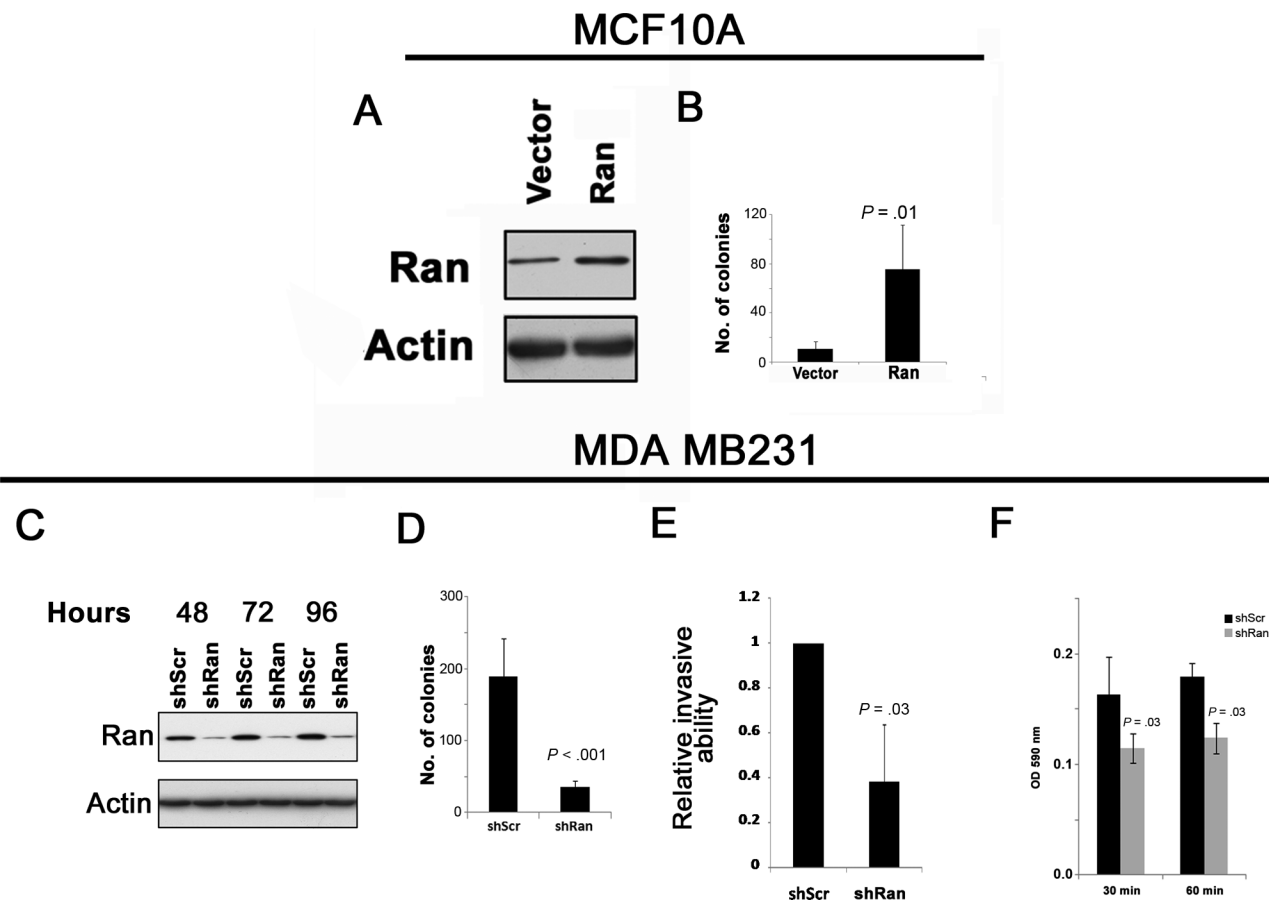 MCF10A
A
Vector
Ran
Ran
Actin
B
No. of colonies
120
80
40
0
P = .01
Vector
Ran
MDA MB231
C
Hours 48 72 96
shScr
shRan
shScr
shRan
shScr
shRan
Ran
Actin
D
No. of colonies
300
200
100
0
P < .001
shScr
shRan
E
Relative invasive
ability
1.2
1
0.8
0.6
0.4
0.2
0
P = .03
shScr
shRan
F
OD 590 nm
0.2
0.1
0.0
shScr
shRan
P = .03
P = .03
30 min
60 min